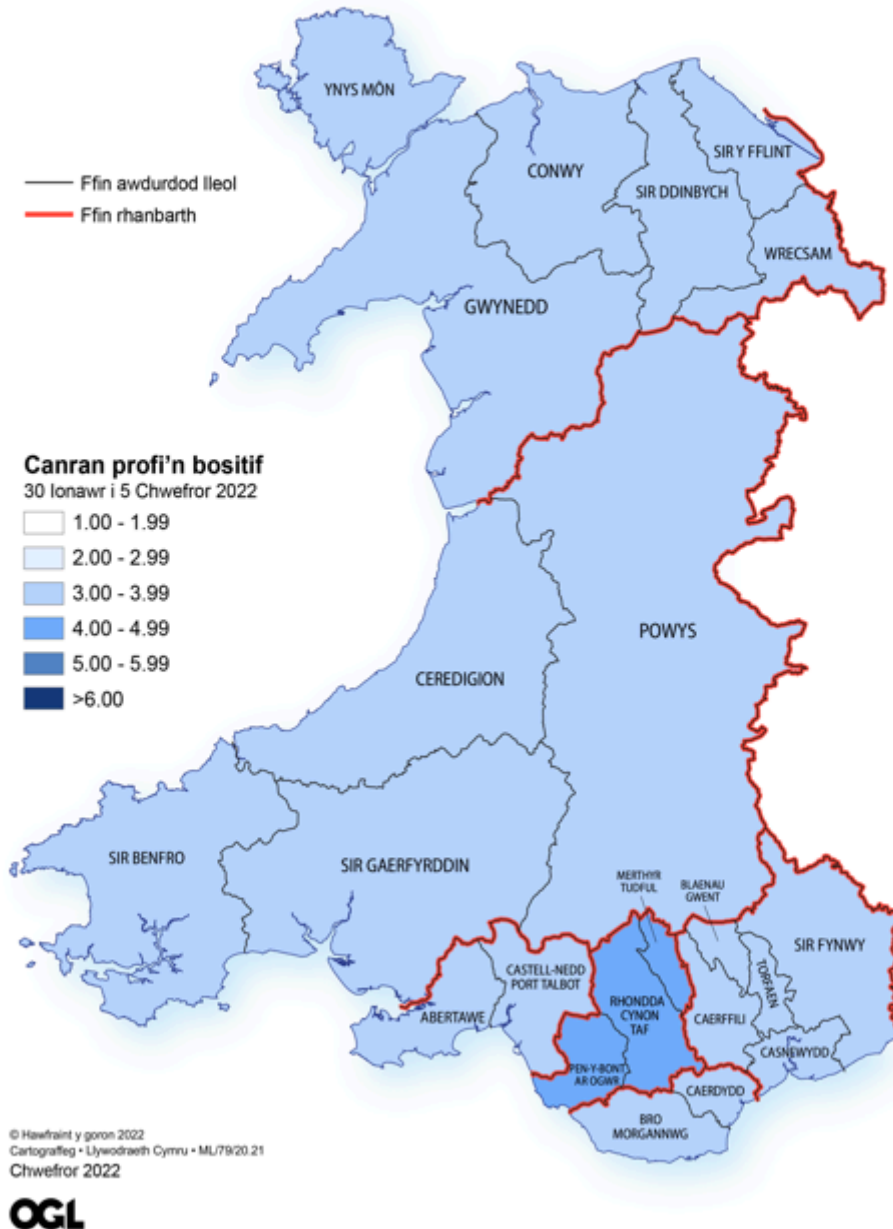 YNYS MÔN
SIR Y FFLINT
CONWY
SIR DDINBYCH
Ffin awdurdod lleol
Ffin rhanbarth
WRECSAM
GWYNEDD
Canran profi'n bositif
30 Ionawr i 5 Chwefror 2022
1.00 - 1.99
2.00 - 2.99
3.00 - 3.99
4.00 - 4.99
5.00 - 5.99
>6.00
POWYS
CEREDIGION
SIR BENFRO
SIR GAERFYRDDIN
MERTHYR
TUDFUL
BLAENAU
GWENT
SIR FYNWY
TORFAEN
CASTELL-NEDD
PORT TALBOT
ABERTAWE
RHONDDA
CYNON
TAF
CAERFFILI
CASNEWYDD
PEN-Y-BONT
AR OGWR
CAERDYDD
BRO
MORGANNWG
© Hawlfraint y goron 2022
Cartograffeg • Llywodraeth Cymru • ML/79/20.21
Chwefror 2022
OGL